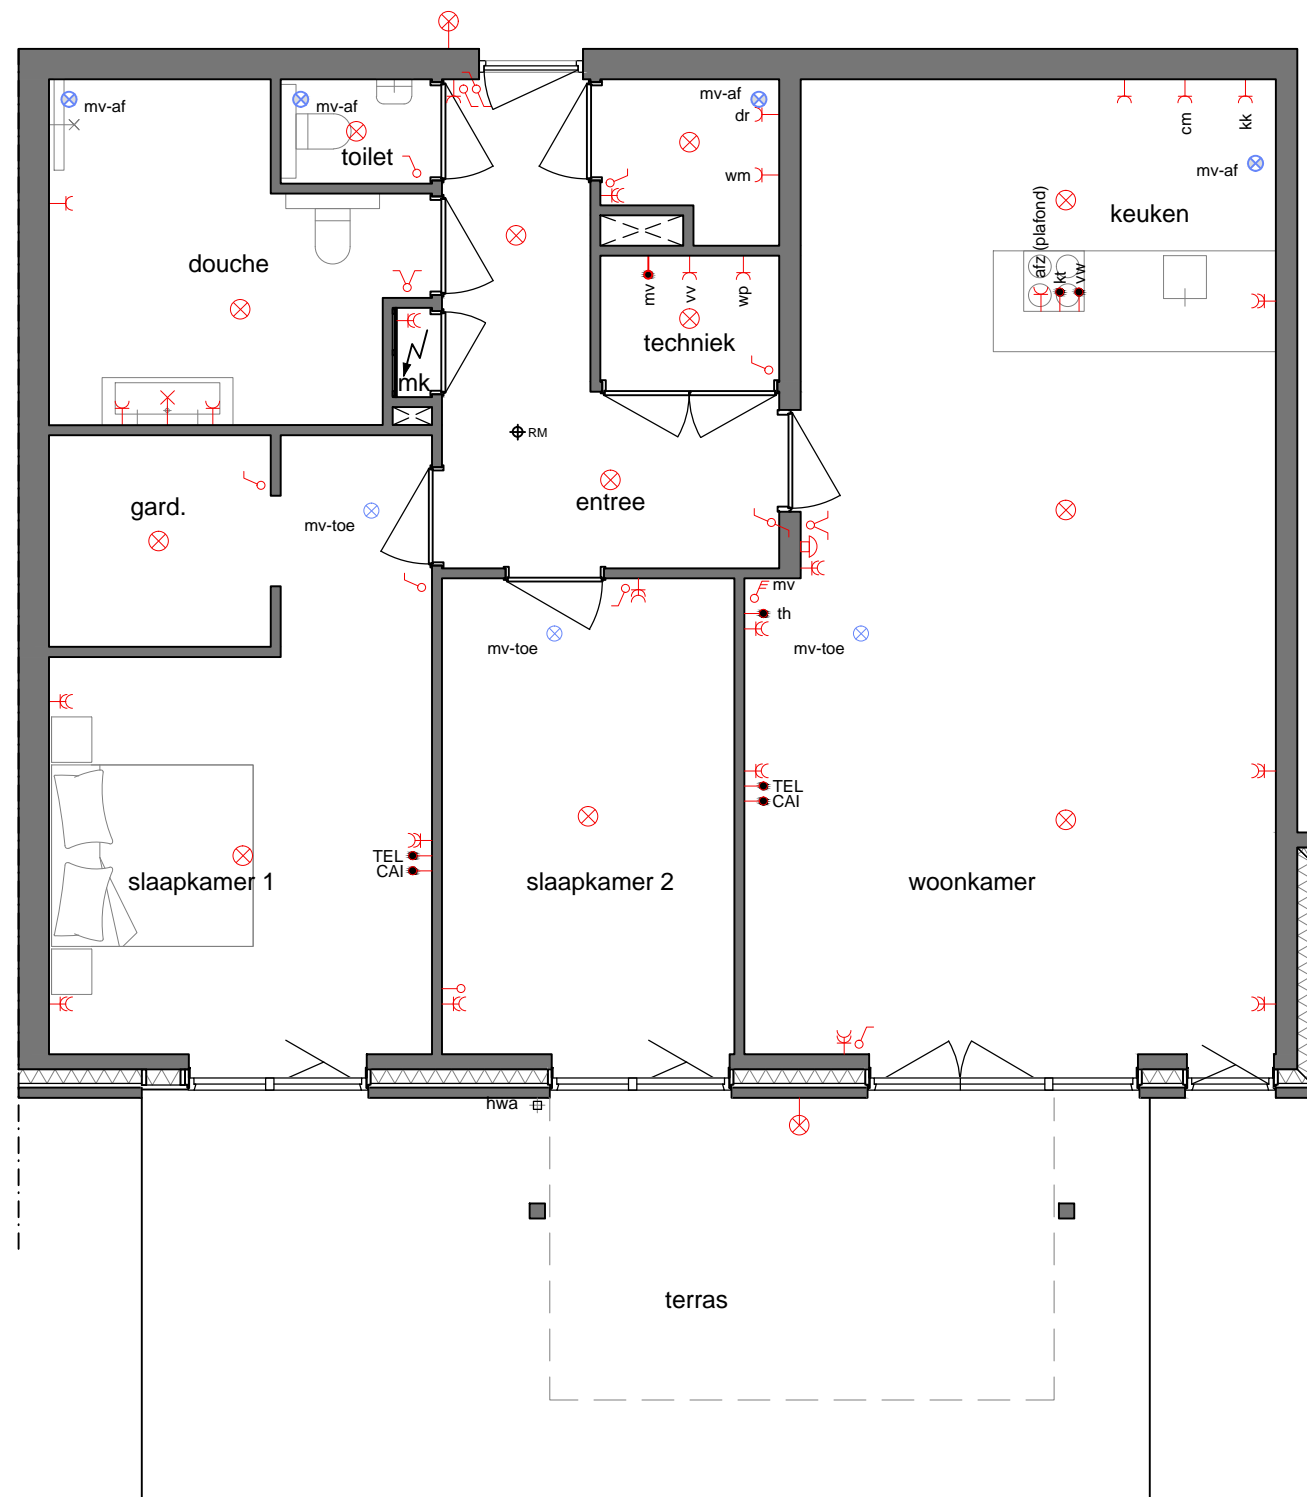 mv-af
mv-af
toilet
mv-af
dr
wm
cm
kk
mv-af
keuken
douche
afz (plafond)
kt
vw
mv
vv
wp
techniek
mk
RM
entree
gard.
mv-toe
mv
th
mv-toe
mv-toe
TEL
CAI
TEL
CAI
slaapkamer 1
slaapkamer 2
woonkamer
hwa
terras